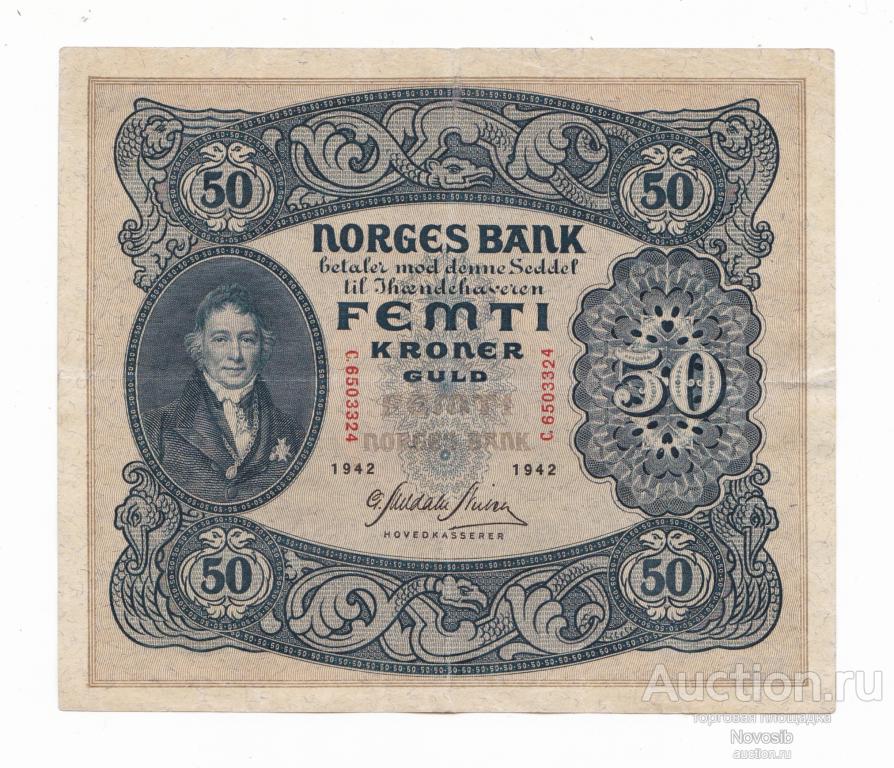 50 50
NORGES BANK
betaler mod denne Seddel
til Ihændehaveren
FEMTI
KRONER
GULD
C.6503324
C.6503324
50
FEMTI
NORGES BANK
1942 1942
HOVEDKASSERER
50 50
Auction.ru
торговая площадка
Novosib
auction.ru